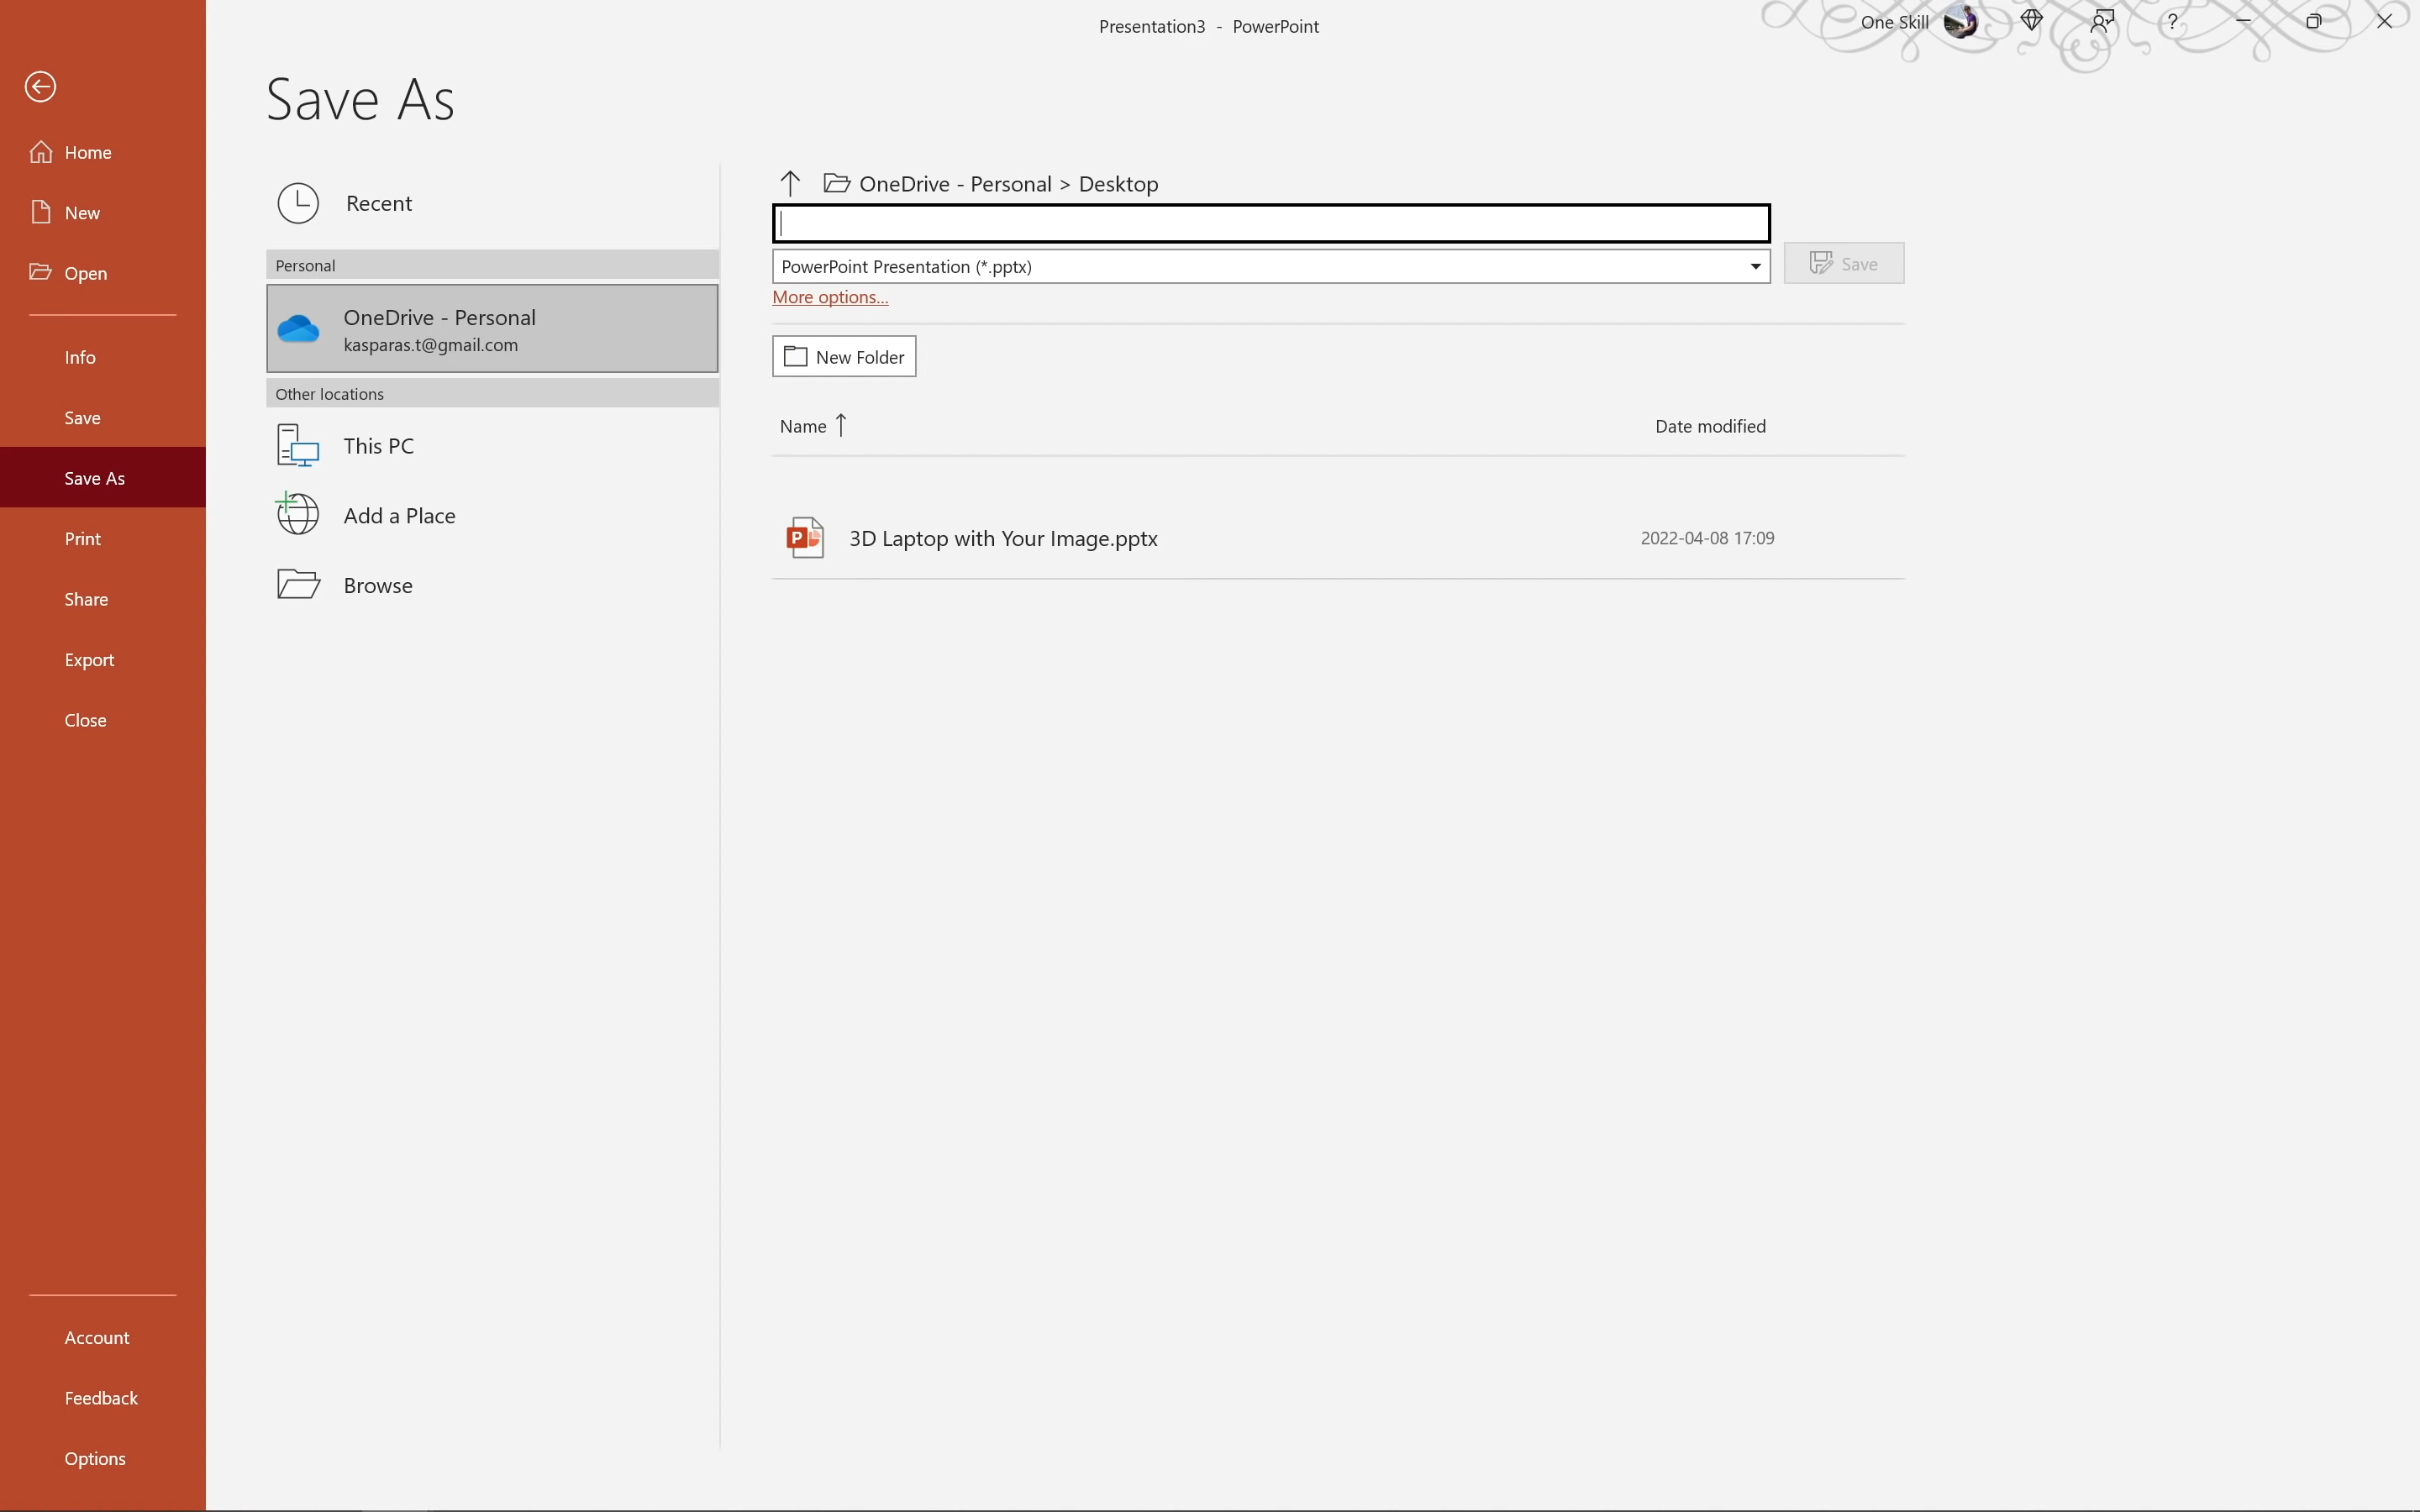 Presentation3 - PowerPoint
One Skill
?
Save As
Home
New
Open
Info
Save
Save As
Print
Share
Export
Close
Account
Feedback
Options
Recent
Personal
OneDrive - Personal
kasparas.t@gmail.com
Other locations
This PC
Add a Place
Browse
OneDrive - Personal > Desktop
PowerPoint Presentation (*.pptx)
Save
More options...
New Folder
Name
Date modified
P
3D Laptop with Your Image.pptx
2022-04-08 17:09